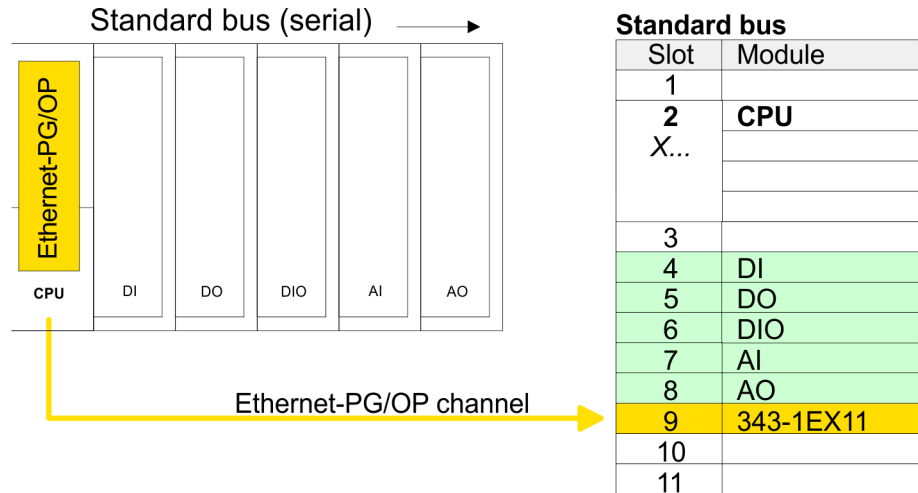 Standard bus (serial)
Ethernet-PG/OP
CPU
DI
DO
DIO
AI
AO
Ethernet-PG/OP channel
Standard bus
Slot Module
1
2 CPU
X...
3
4 DI
5 DO
6 DIO
7 AI
8 AO
9 343-1EX11
10
11